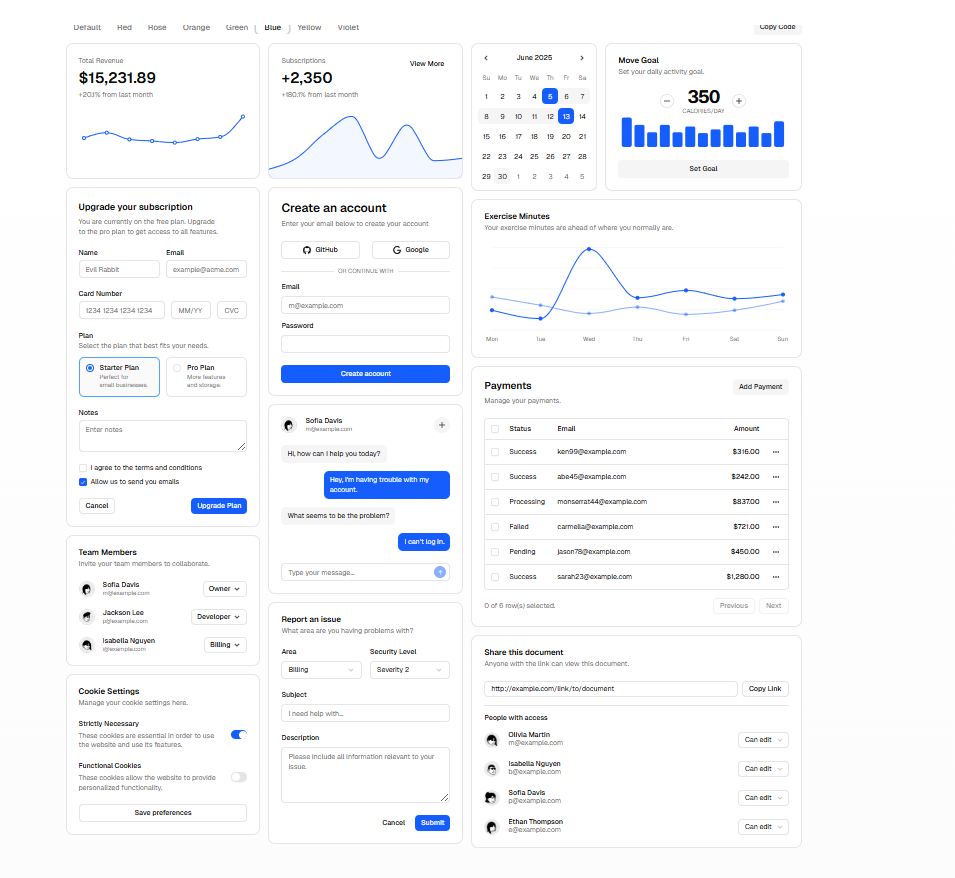 Default Red Rose Orange Green Blue Yellow Violet
Copy Code
Total Revenue
$15,231.89
+20.1% from last month
Subscriptions
+2,350
+180.1% from last month
View More
June 2025
Su Mo Tu We Th Fr Sa
1 2 3 4 5 6 7
8 9 10 11 12 13 14
15 16 17 18 19 20 21
22 23 24 25 26 27 28
29 30 1 2 3 4 5
Move Goal
Set your daily activity goal.
350
CALORIES/DAY
Set Goal
Upgrade your subscription
You are currently on the free plan. Upgrade
to the pro plan to get access to all features.
Name Email
Evil Rabbit example@acme.com
Card Number
1234 1234 1234 1234 MM/YY CVC
Plan
Select the plan that best fits your needs.
Starter Plan
Perfect for
small businesses.
Pro Plan
More features
and storage.
Notes
Enter notes
I agree to the terms and conditions
Allow us to send you emails
Cancel Upgrade Plan
Team Members
Invite your team members to collaborate.
Sofia Davis
m@example.com
Owner
Jackson Lee
p@example.com
Developer
Isabella Nguyen
i@example.com
Billing
Cookie Settings
Manage your cookie settings here.
Strictly Necessary
These cookies are essential in order to use
the website and use its features.
Functional Cookies
These cookies allow the website to provide
personalized functionality.
Save preferences
Create an account
Enter your email below to create your account
GitHub Google
OR CONTINUE WITH
Email
m@example.com
Password
Create account
Sofia Davis
m@example.com
Hi, how can I help you today?
Hey, I'm having trouble with my
account.
What seems to be the problem?
I can't log in.
Type your message...
Report an issue
What area are you having problems with?
Area Security Level
Billing Severity 2
Subject
I need help with...
Description
Please include all information relevant to your
issue.
Cancel Submit
Exercise Minutes
Your exercise minutes are ahead of where you normally are.
Mon Tue Wed Thu Fri Sat Sun
Payments
Manage your payments.
Add Payment
Status Email Amount
Success ken99@example.com $316.00
Success abe45@example.com $242.00
Processing monserrat44@example.com $837.00
Failed carmella@example.com $721.00
Pending jason78@example.com $450.00
Success sarah23@example.com $1,280.00
0 of 6 row(s) selected.
Previous Next
Share this document
Anyone with the link can view this document.
http://example.com/link/to/document
Copy Link
People with access
Olivia Martin
m@example.com
Can edit
Isabella Nguyen
b@example.com
Can edit
Sofia Davis
p@example.com
Can edit
Ethan Thompson
e@example.com
Can edit